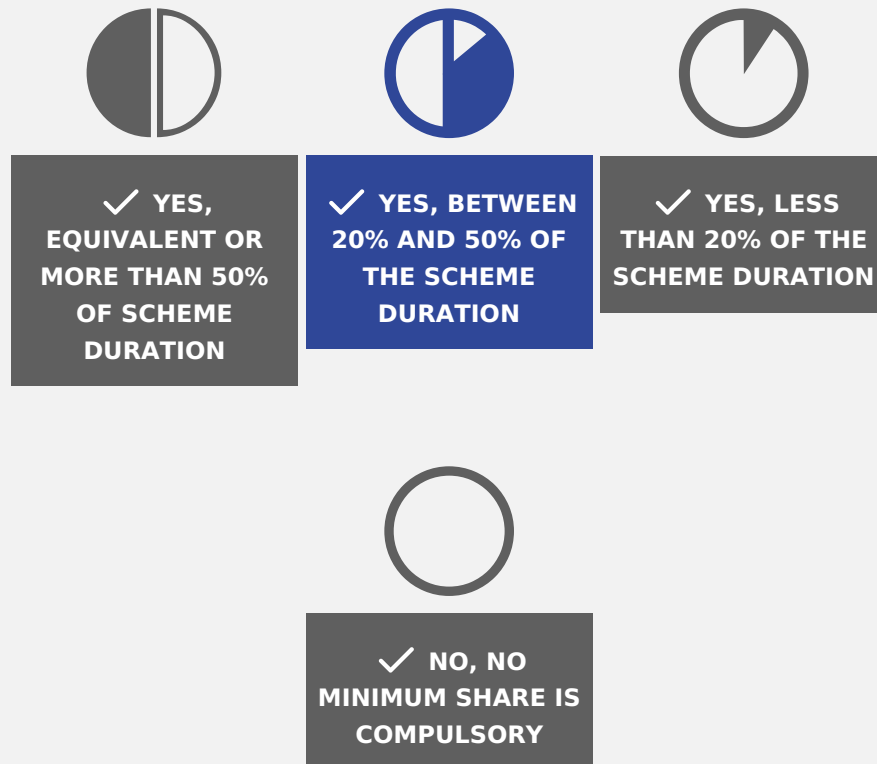 YES,
EQUIVALENT OR
MORE THAN 50%
OF SCHEME
DURATION
YES, BETWEEN
20% AND 50% OF
THE SCHEME
DURATION
YES, LESS
THAN 20% OF THE
SCHEME DURATION
NO, NO
MINIMUM SHARE IS
COMPULSORY